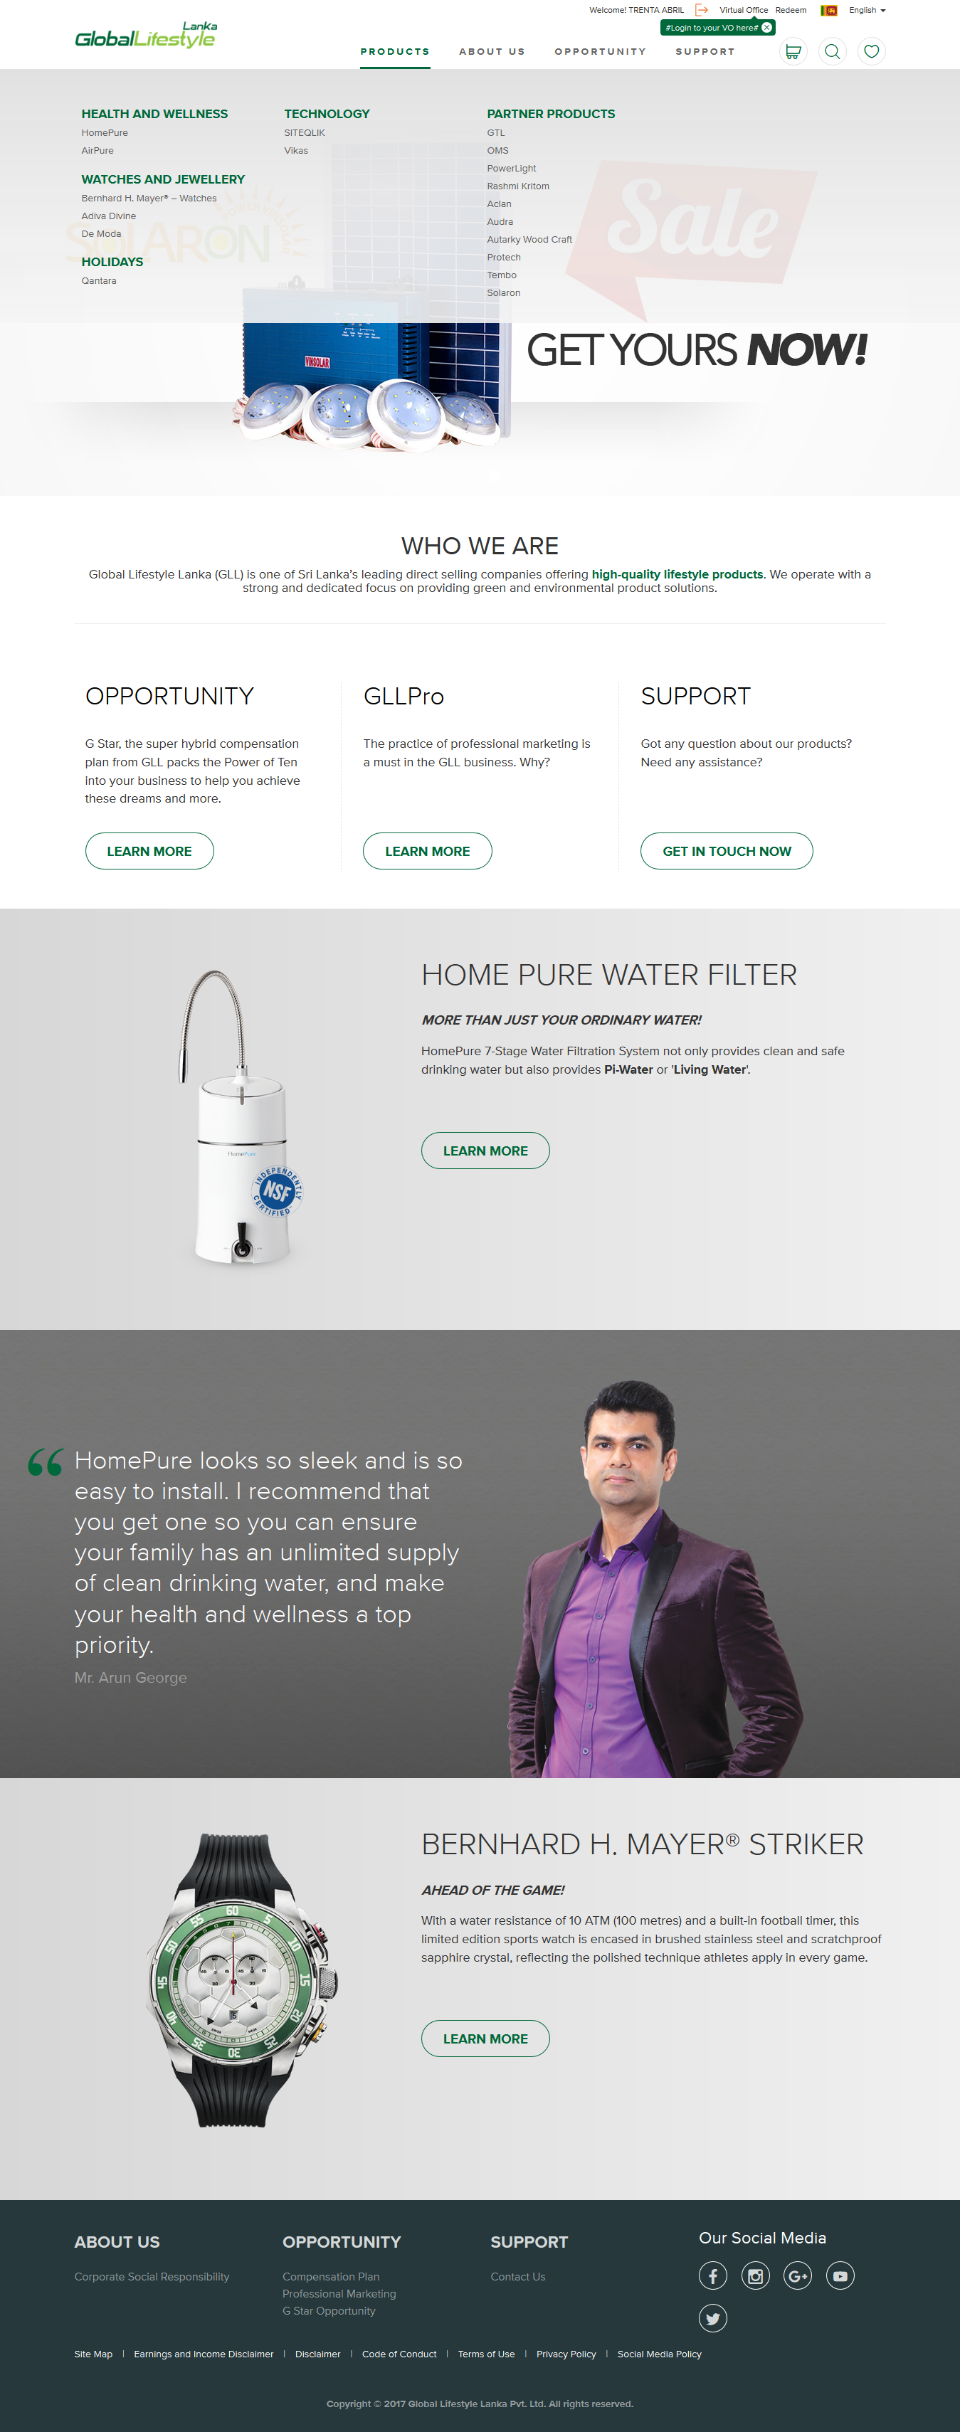 Welcome! TRENTA ABRIL Virtual Office Redeem English
#Login to your VO here#
Lanka
GlobalLifestyle
PRODUCTS ABOUT US OPPORTUNITY SUPPORT
HEALTH AND WELLNESS
HomePure
AirPure
WATCHES AND JEWELLERY
Bernhard H. Mayer® – Watches
Adiva Divine
De Moda
HOLIDAYS
Qantara
TECHNOLOGY
SITEQLIK
Vikas
PARTNER PRODUCTS
GTL
OMS
PowerLight
Rashmi Kritom
Acian
Audra
Autarky Wood Craft
Protech
Tembo
Solaron
SOLARON
Sale
VINSOLAR
GET YOURS NOW!
WHO WE ARE
Global Lifestyle Lanka (GLL) is one of Sri Lanka's leading direct selling companies offering high-quality lifestyle products. We operate with a
strong and dedicated focus on providing green and environmental product solutions.
OPPORTUNITY
G Star, the super hybrid compensation
plan from GLL packs the Power of Ten
into your business to help you achieve
these dreams and more.
LEARN MORE
GLLPro
The practice of professional marketing is
a must in the GLL business. Why?
LEARN MORE
SUPPORT
Got any question about our products?
Need any assistance?
GET IN TOUCH NOW
HOME PURE WATER FILTER
MORE THAN JUST YOUR ORDINARY WATER!
HomePure 7-Stage Water Filtration System not only provides clean and safe
drinking water but also provides Pi-Water or 'Living Water'.
LEARN MORE
HomePure
INDEPENDENTLY
NSF
CERTIFIED
HomePure looks so sleek and is so
easy to install. I recommend that
you get one so you can ensure
your family has an unlimited supply
of clean drinking water, and make
your health and wellness a top
priority.
Mr. Arun George
BERNHARD H. MAYER® STRIKER
AHEAD OF THE GAME!
With a water resistance of 10 ATM (100 metres) and a built-in football timer, this
limited edition sports watch is encased in brushed stainless steel and scratchproof
sapphire crystal, reflecting the polished technique athletes apply in every game.
LEARN MORE
60 5 10 15 20 25 30 35 40 45 50 55
ABOUT US
Corporate Social Responsibility
OPPORTUNITY
Compensation Plan
Professional Marketing
G Star Opportunity
SUPPORT
Contact Us
Our Social Media
Site Map | Earnings and Income Disclaimer | Disclaimer | Code of Conduct | Terms of Use | Privacy Policy | Social Media Policy
Copyright © 2017 Global Lifestyle Lanka Pvt. Ltd. All rights reserved.